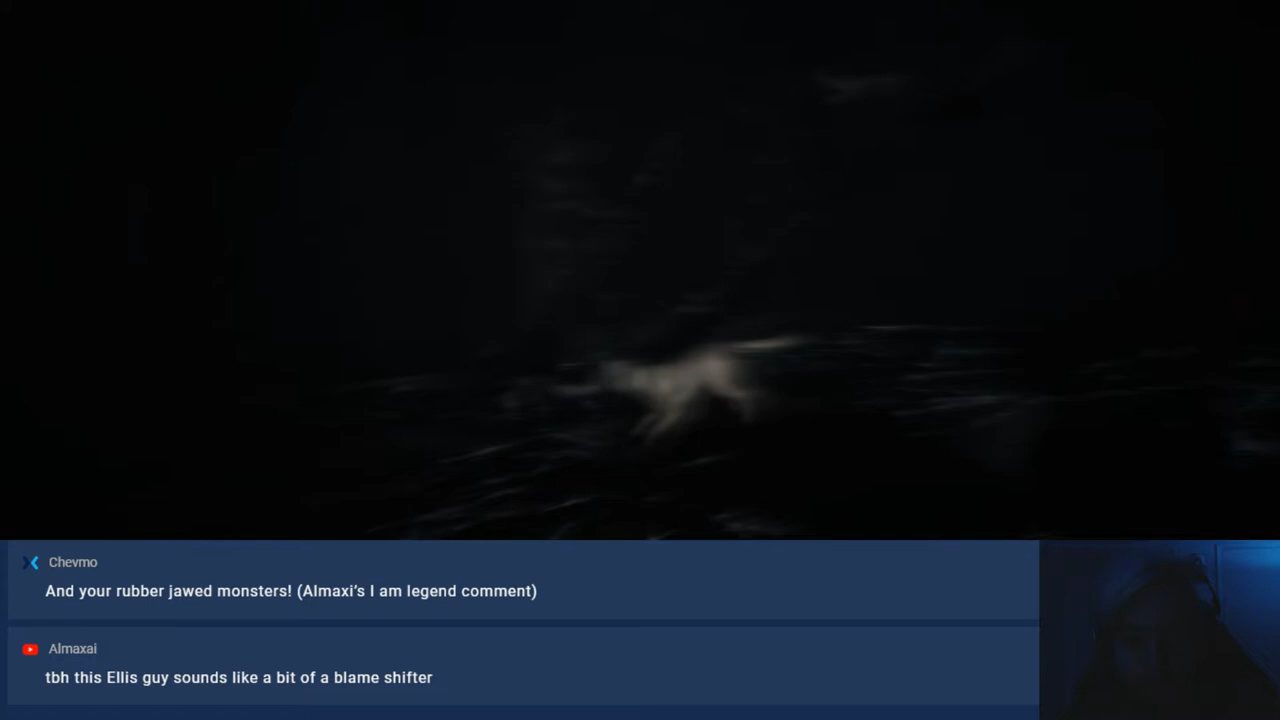 Chevmo
And your rubber jawed monsters! (Almaxi’s I am legend comment)
Almaxai
tbh this Ellis guy sounds like a bit of a blame shifter